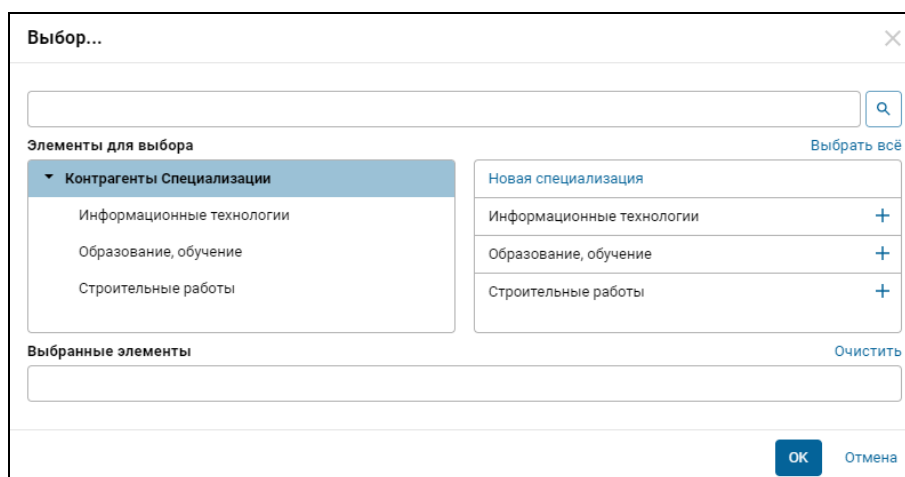 Выбор...
Элементы для выбора
Выбрать всё
Контрагенты Специализации
Информационные технологии
Образование, обучение
Строительные работы
Новая специализация
Информационные технологии
Образование, обучение
Строительные работы
Выбранные элементы
Очистить
ОК
Отмена